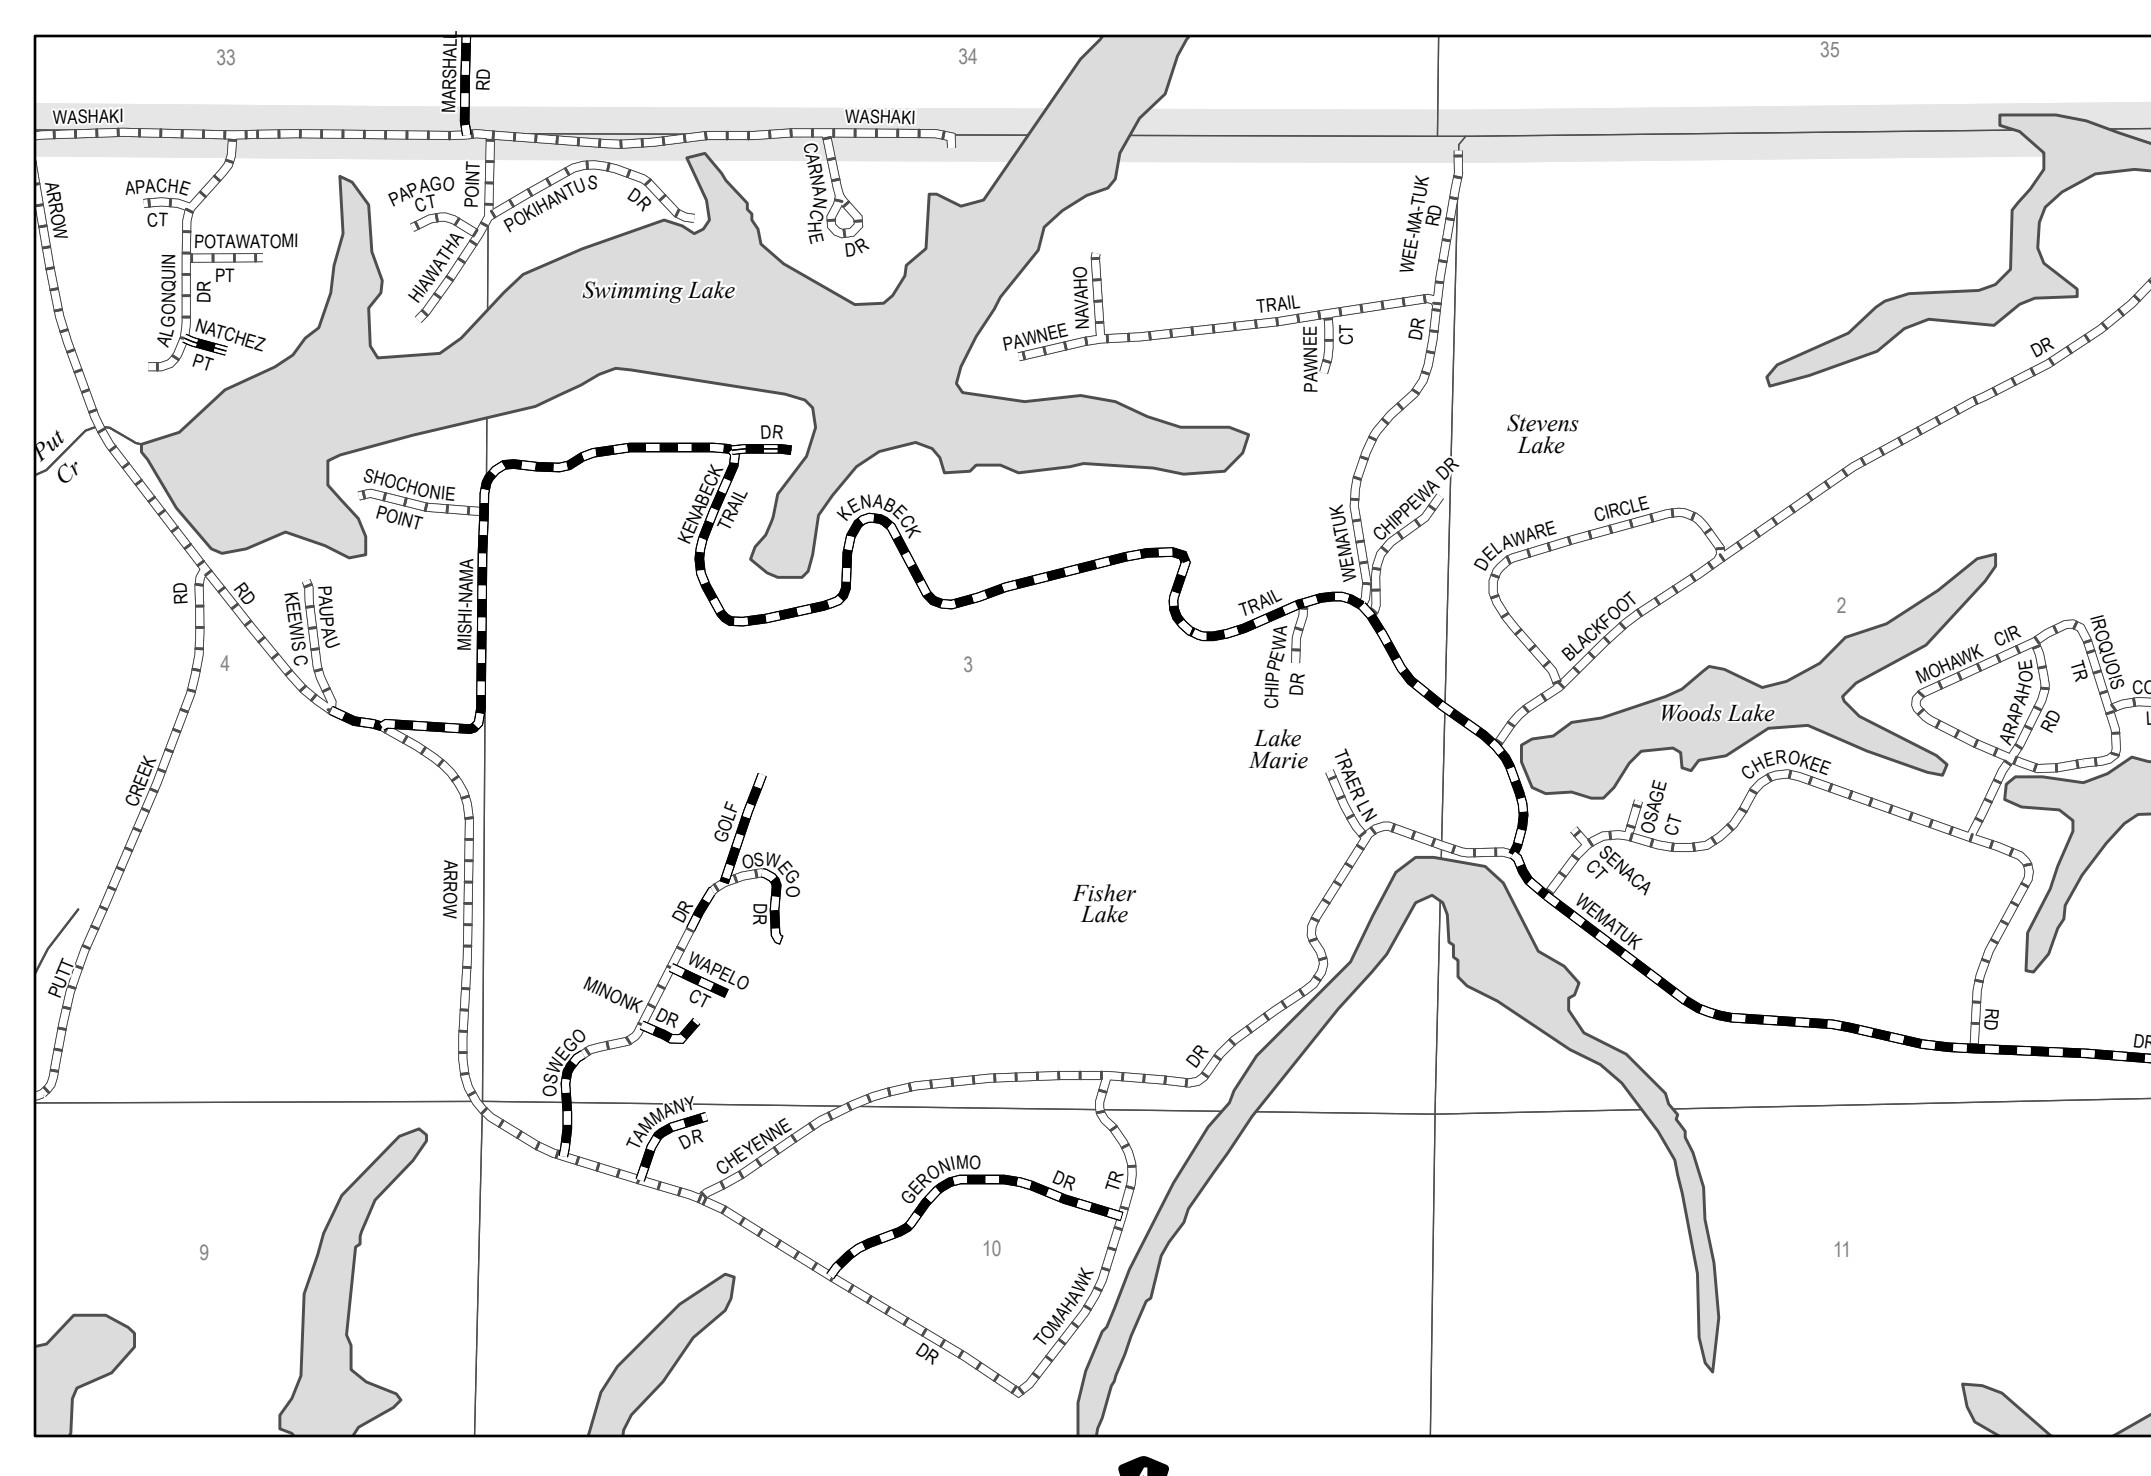 33
34
35
MARSHALL
RD
WASHAKI
WASHAKI
ARROW
APACHE
CT
POTAWATOMI
PT
ALGONQUIN
DR
NATCHEZ
PT
PAPAGO
CT
POINT
HIAWATHA
POKIHANTUS
DR
CARNANCHE
DR
Swimming Lake
WEE-MA-TUK
RD
NAVAHO
PAWNEE
TRAIL
PAWNEE
CT
DR
DR
Stevens
Lake
Put
Cr
SHOCHONIE
POINT
DR
KENABECK
TRAIL
KENABECK
CHIPPEWA DR
WEMATUK
DELAWARE
CIRCLE
RD
RD
PAUPAU
KEEWIS C
MISHI-NAMA
4
3
2
TRAIL
CHIPPEWA
DR
BLACKFOOT
MOHAWK
CIR
IROQUOIS
TR
ARAPAHOE
RD
CO
L
Woods Lake
Lake
Marie
TRAER LN
CHEROKEE
OSAGE
CT
SENACA
CT
CREEK
PUTT
ARROW
GOLF
OSWEGO
DR
DR
WAPELO
CT
MINONK
DR
OSWEGO
Fisher
Lake
WEMATUK
RD
DR
DR
TAMMANY
DR
CHEYENNE
GERONIMO
DR
TR
9
10
11
TOMAHAWK
DR